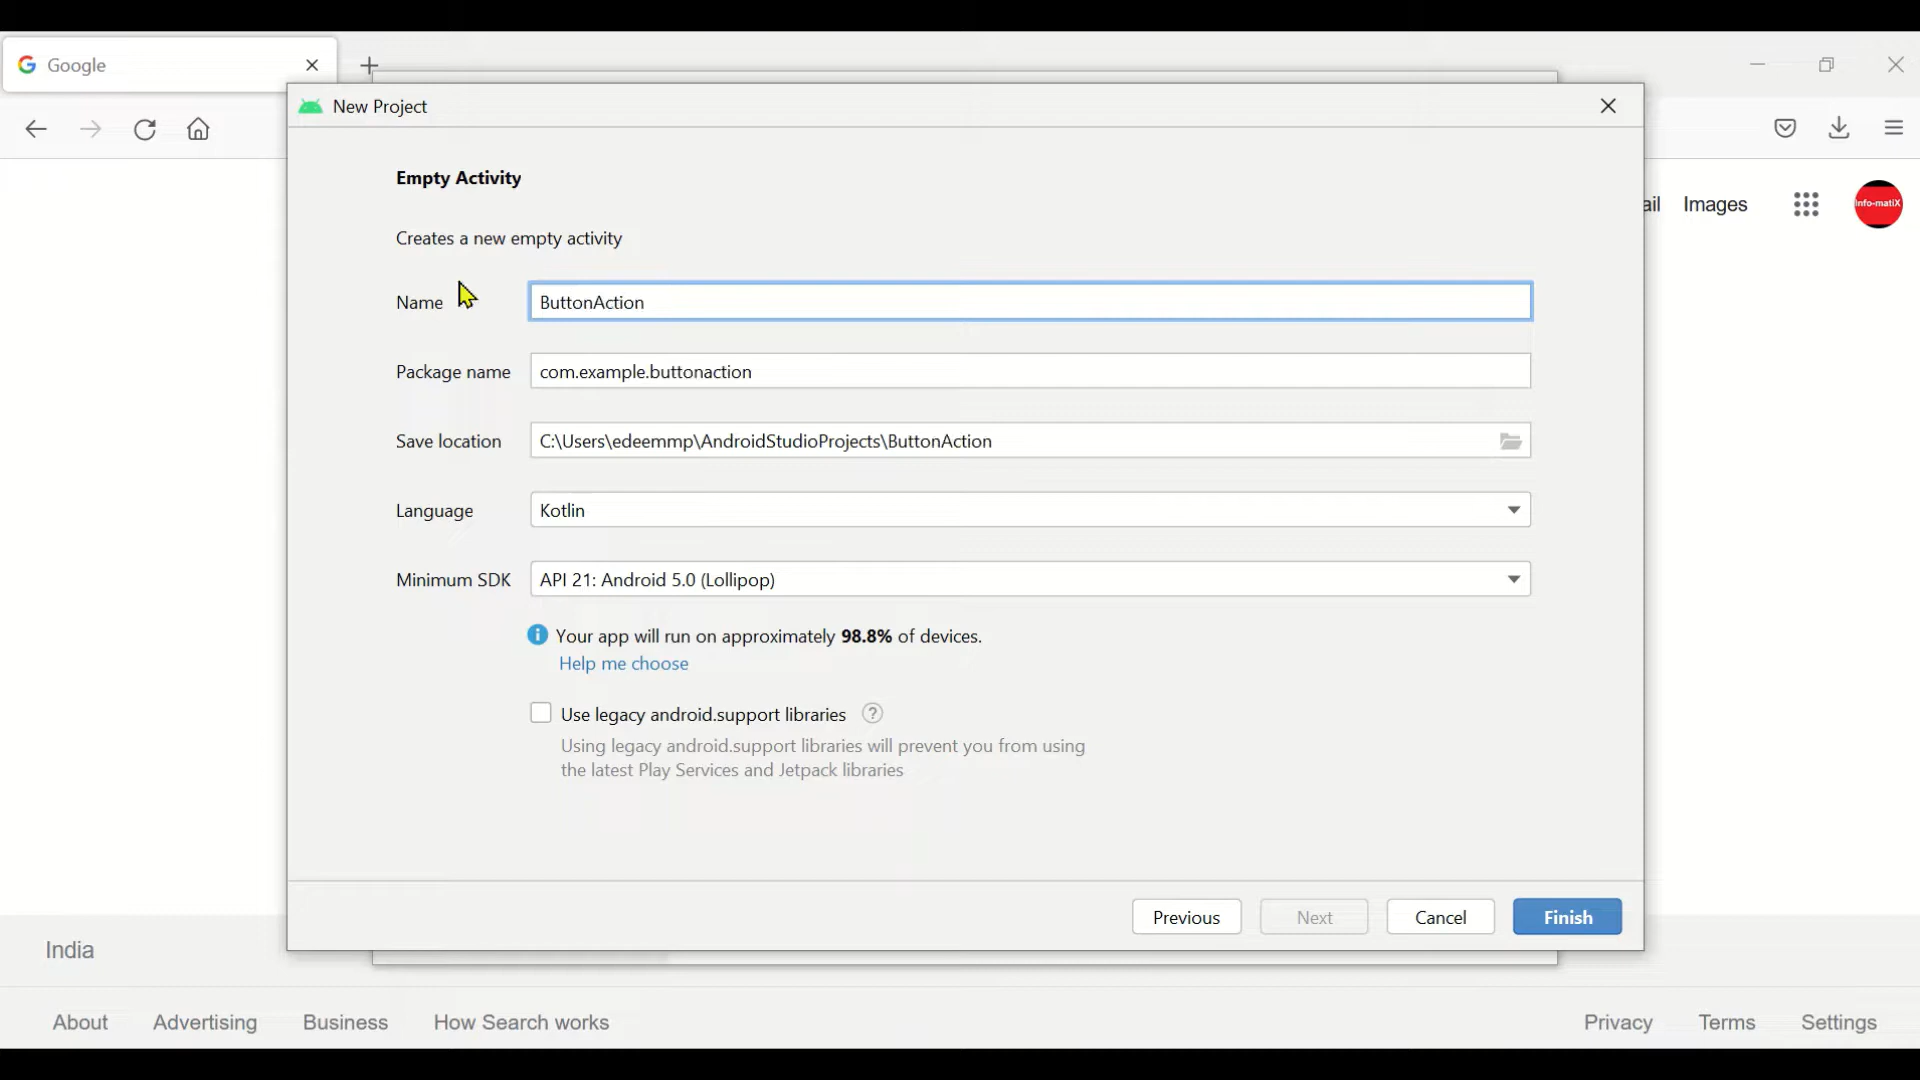 Google
New Project
Empty Activity
Creates a new empty activity
ail Images
nfo-matiX
Name ButtonAction
Package name com.example.buttonaction
Save location C:\Users\edeemmp\AndroidStudioProjects\ButtonAction
Language Kotlin
Minimum SDK API 21: Android 5.0 (Lollipop)
Your app will run on approximately 98.8% of devices.
Help me choose
Use legacy android.support libraries ?
Using legacy android.support libraries will prevent you from using
the latest Play Services and Jetpack libraries
Previous Next Cancel Finish
India
About Advertising Business How Search works Privacy Terms Settings